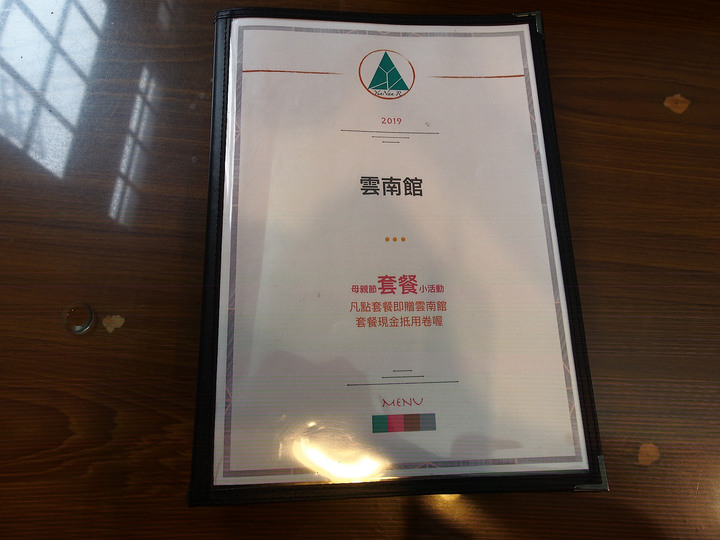 YuNan R
2019
雲南館
母親節套餐小活動
凡點套餐即贈雲南館
套餐現金抵用卷喔
MENU